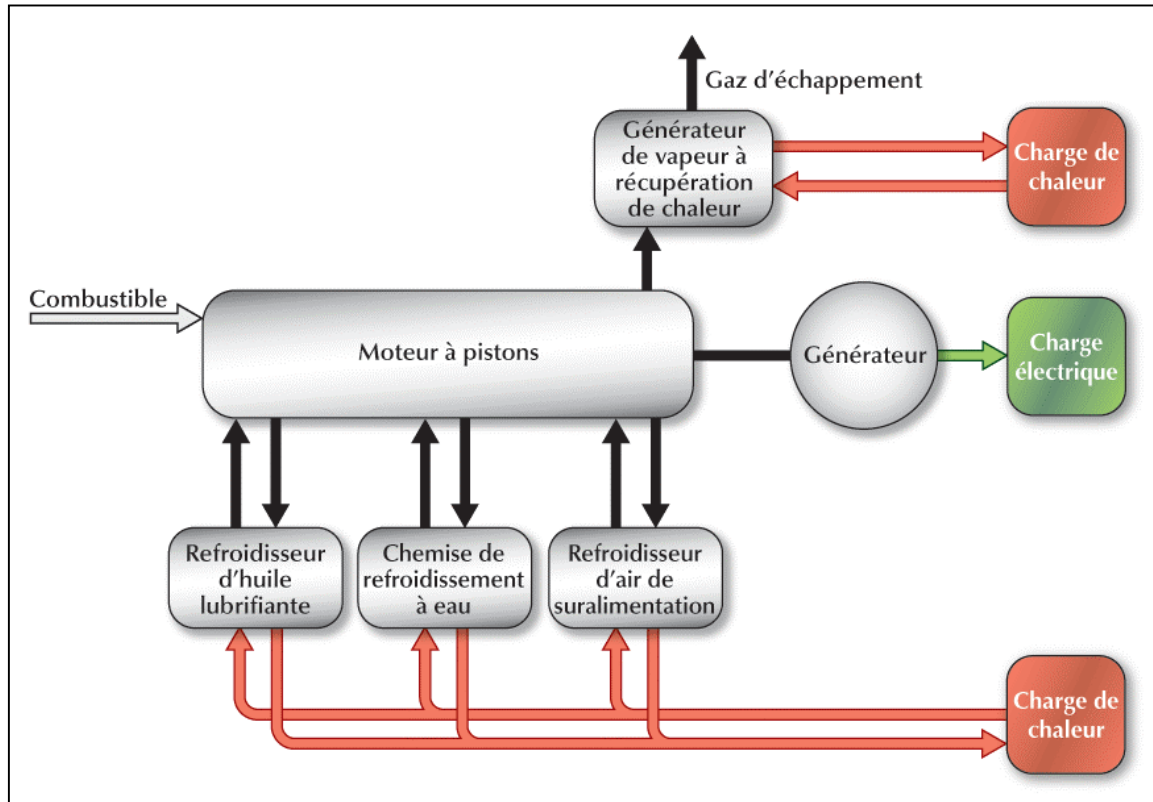 Gaz d'échappement
Générateur
de vapeur à
récupération
de chaleur
Charge de
chaleur
Combustible
Moteur à pistons
Générateur
Charge
électrique
Refroidisseur
d'huile
lubrifiante
Chemise de
refroidissement
à eau
Refroidisseur
d'air de
suralimentation
Charge de
chaleur